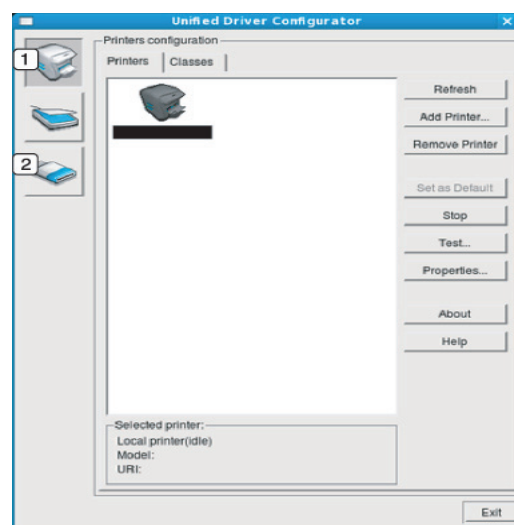 Unified Driver Configurator
1
2
Printers configuration
Printers
Classes
Refresh
Add Printer...
Remove Printer
Set as Default
Stop
Test...
Properties...
About
Help
Selected printer:
Local printer(idle)
Model:
URI:
Exit